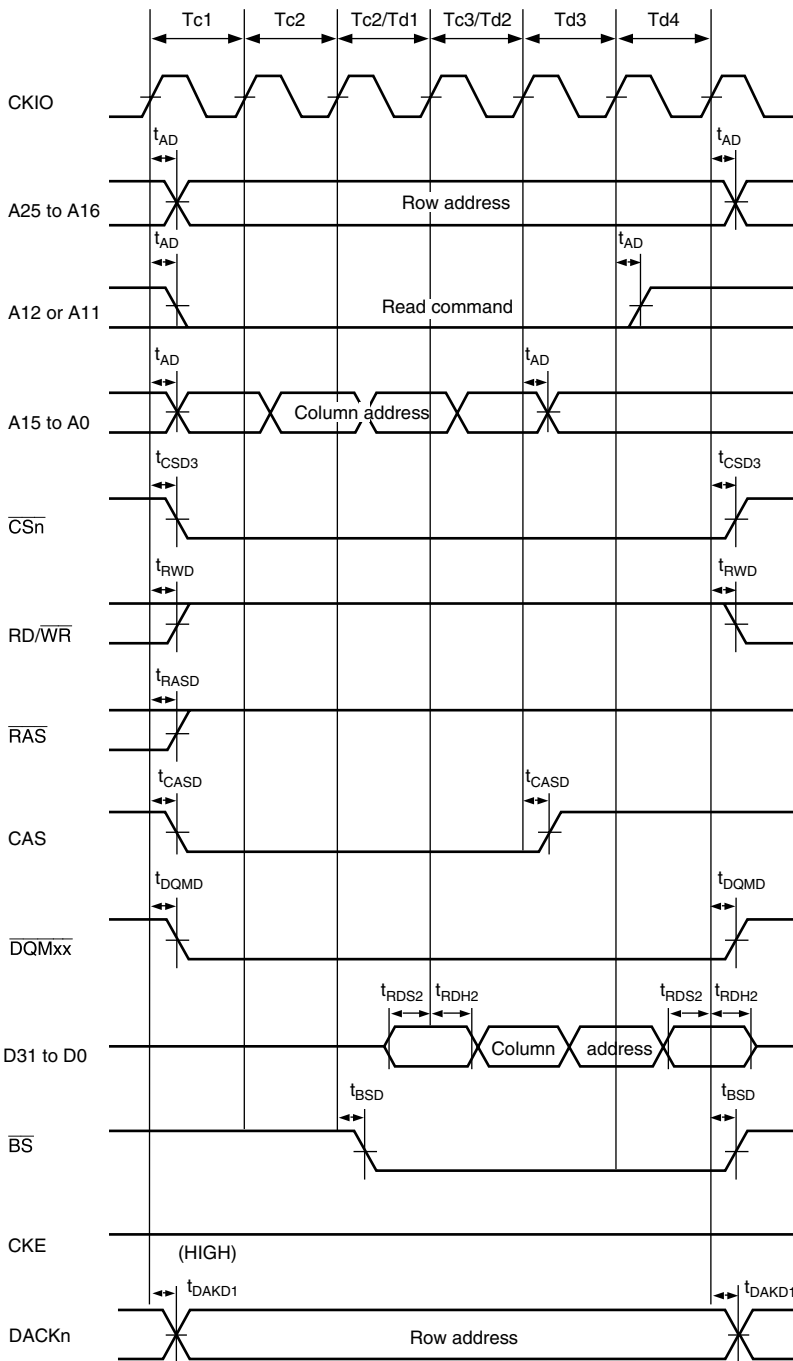 Tc1 Tc2 Tc2/Td1 Tc3/Td2 Td3 Td4
CKIO
tAD tAD
A25 to A16 Row address
tAD tAD
A12 or A11 Read command
tAD tAD
A15 to A0 Column address
tCSD3 tCSD3
CSn
tRWD tRWD
RD/WR
tRASD
RAS
tCASD tCASD
CAS
tDQMD tDQMD
DQMxx
tRDS2 tRDH2 tRDS2 tRDH2
D31 to D0 Column address
tBSD tBSD
BS
CKE (HIGH)
tDAKD1 tDAKD1
DACKn Row address